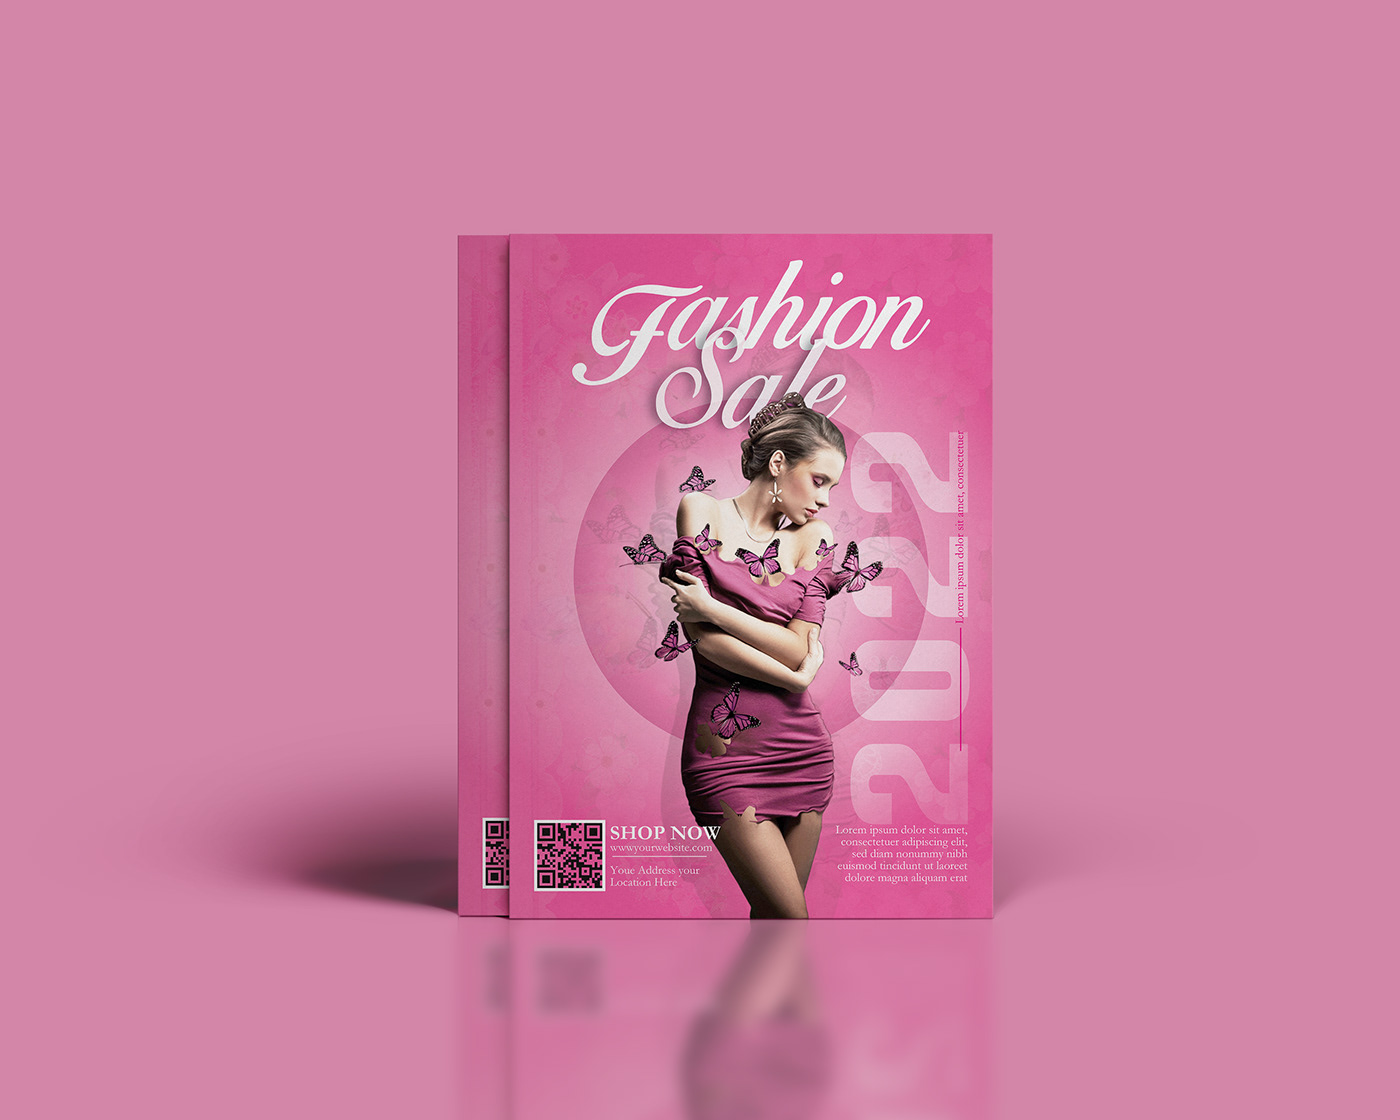 Fashion
Sale
2022
Lorem ipsum dolor sit amet, consectetuer
SHOP NOW
wwwyourwebsite.com
Youe Address your
Location Here
Lorem ipsum dolor sit amet,
consectetuer adipiscing elit,
sed diam nonummy nibh
euismod tincidunt ut laoreet
dolore magna aliquam erat